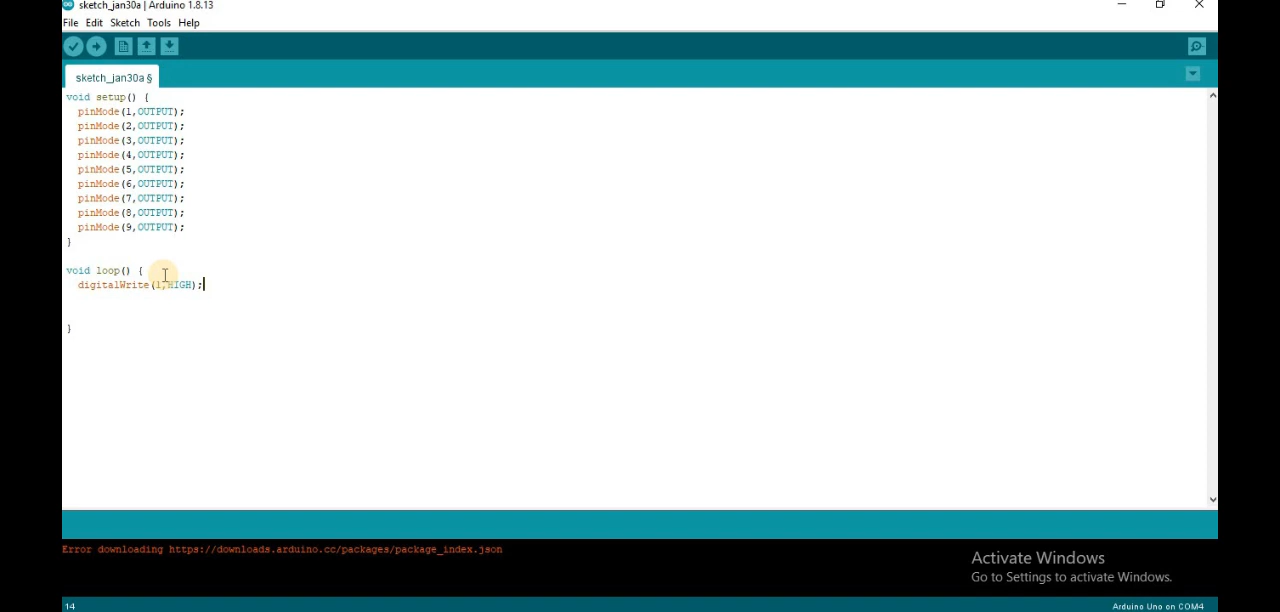 sketch_jan30a | Arduino 1.8.13
File Edit Sketch Tools Help
sketch_jan30a §
void setup() {
pinMode(1,OUTPUT);
pinMode(2,OUTPUT);
pinMode(3,OUTPUT);
pinMode(4,OUTPUT);
pinMode(5,OUTPUT);
pinMode(6,OUTPUT);
pinMode(7,OUTPUT);
pinMode(8,OUTPUT);
pinMode(9,OUTPUT);
}
void loop() {
digitalWrite(1,HIGH);
}
Error downloading https://downloads.arduino.cc/packages/package_index.json
Activate Windows
Go to Settings to activate Windows.
14
Arduino Uno on COM4